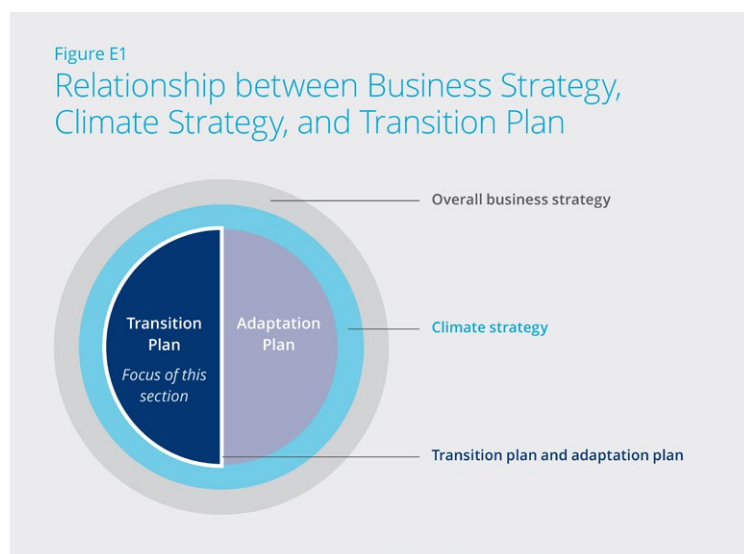 Figure E1
Relationship between Business Strategy,
Climate Strategy, and Transition Plan
Overall business strategy
Transition
Plan
Focus of this
section
Adaptation
Plan
Climate strategy
Transition plan and adaptation plan